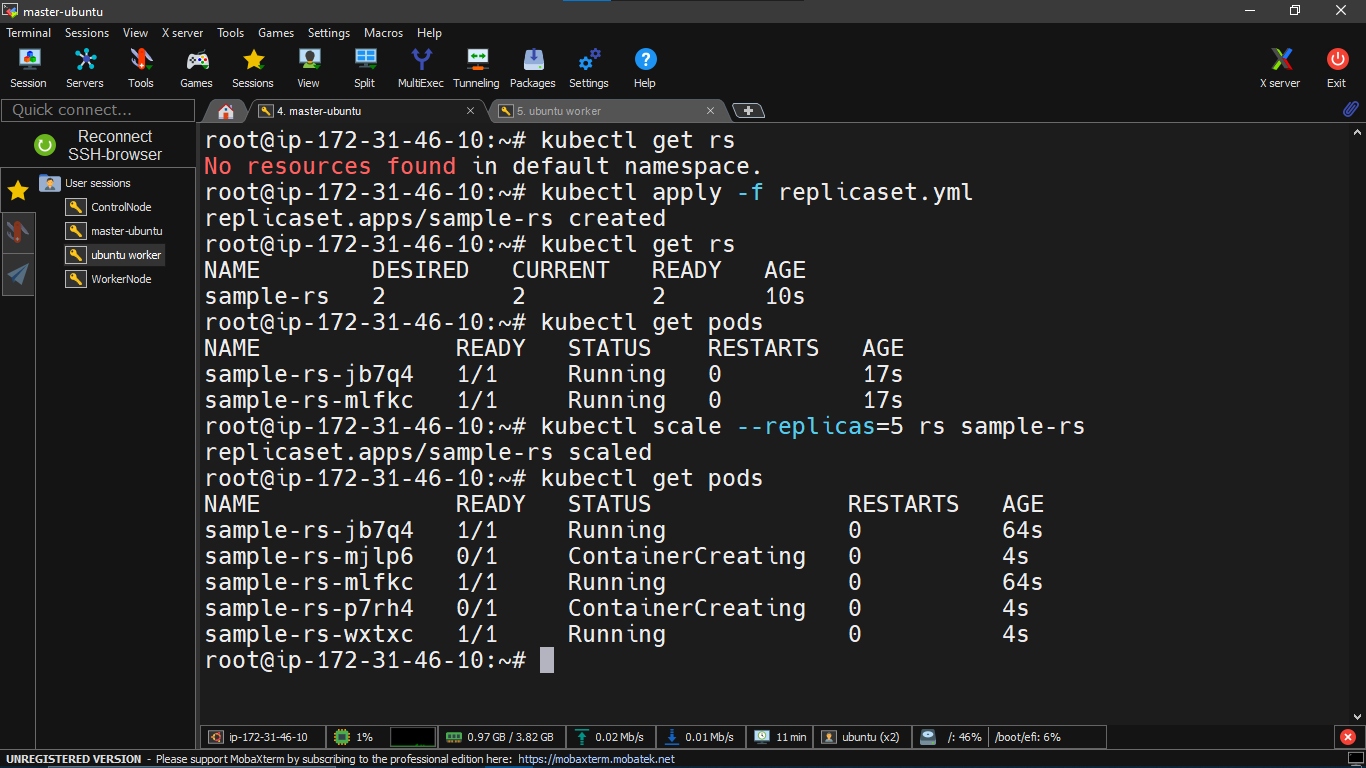 master-ubuntu
Terminal Sessions View X server Tools Games Settings Macros Help
Session Servers Tools Games Sessions View Split MultiExec Tunneling Packages Settings Help X server Exit
Quick connect...
4. master-ubuntu
5. ubuntu worker
Reconnect
SSH-browser
User sessions
ControlNode
master-ubuntu
ubuntu worker
WorkerNode
root@ip-172-31-46-10:~# kubectl get rs
No resources found in default namespace.
root@ip-172-31-46-10:~# kubectl apply -f replicaset.yml
replicaset.apps/sample-rs created
root@ip-172-31-46-10:~# kubectl get rs
NAME        DESIRED   CURRENT   READY   AGE
sample-rs   2         2         2       10s
root@ip-172-31-46-10:~# kubectl get pods
NAME              READY   STATUS    RESTARTS   AGE
sample-rs-jb7q4   1/1     Running   0          17s
sample-rs-mlfkc   1/1     Running   0          17s
root@ip-172-31-46-10:~# kubectl scale --replicas=5 rs sample-rs
replicaset.apps/sample-rs scaled
root@ip-172-31-46-10:~# kubectl get pods
NAME              READY   STATUS              RESTARTS   AGE
sample-rs-jb7q4   1/1     Running             0          64s
sample-rs-mjlp6   0/1     ContainerCreating   0          4s
sample-rs-mlfkc   1/1     Running             0          64s
sample-rs-p7rh4   0/1     ContainerCreating   0          4s
sample-rs-wxtxc   1/1     Running             0          4s
root@ip-172-31-46-10:~#
ip-172-31-46-10 1% 0.97 GB / 3.82 GB 0.02 Mb/s 0.01 Mb/s 11 min ubuntu (x2) /: 46% /boot/efi: 6%
UNREGISTERED VERSION - Please support MobaXterm by subscribing to the professional edition here: https://mobaxterm.mobatek.net